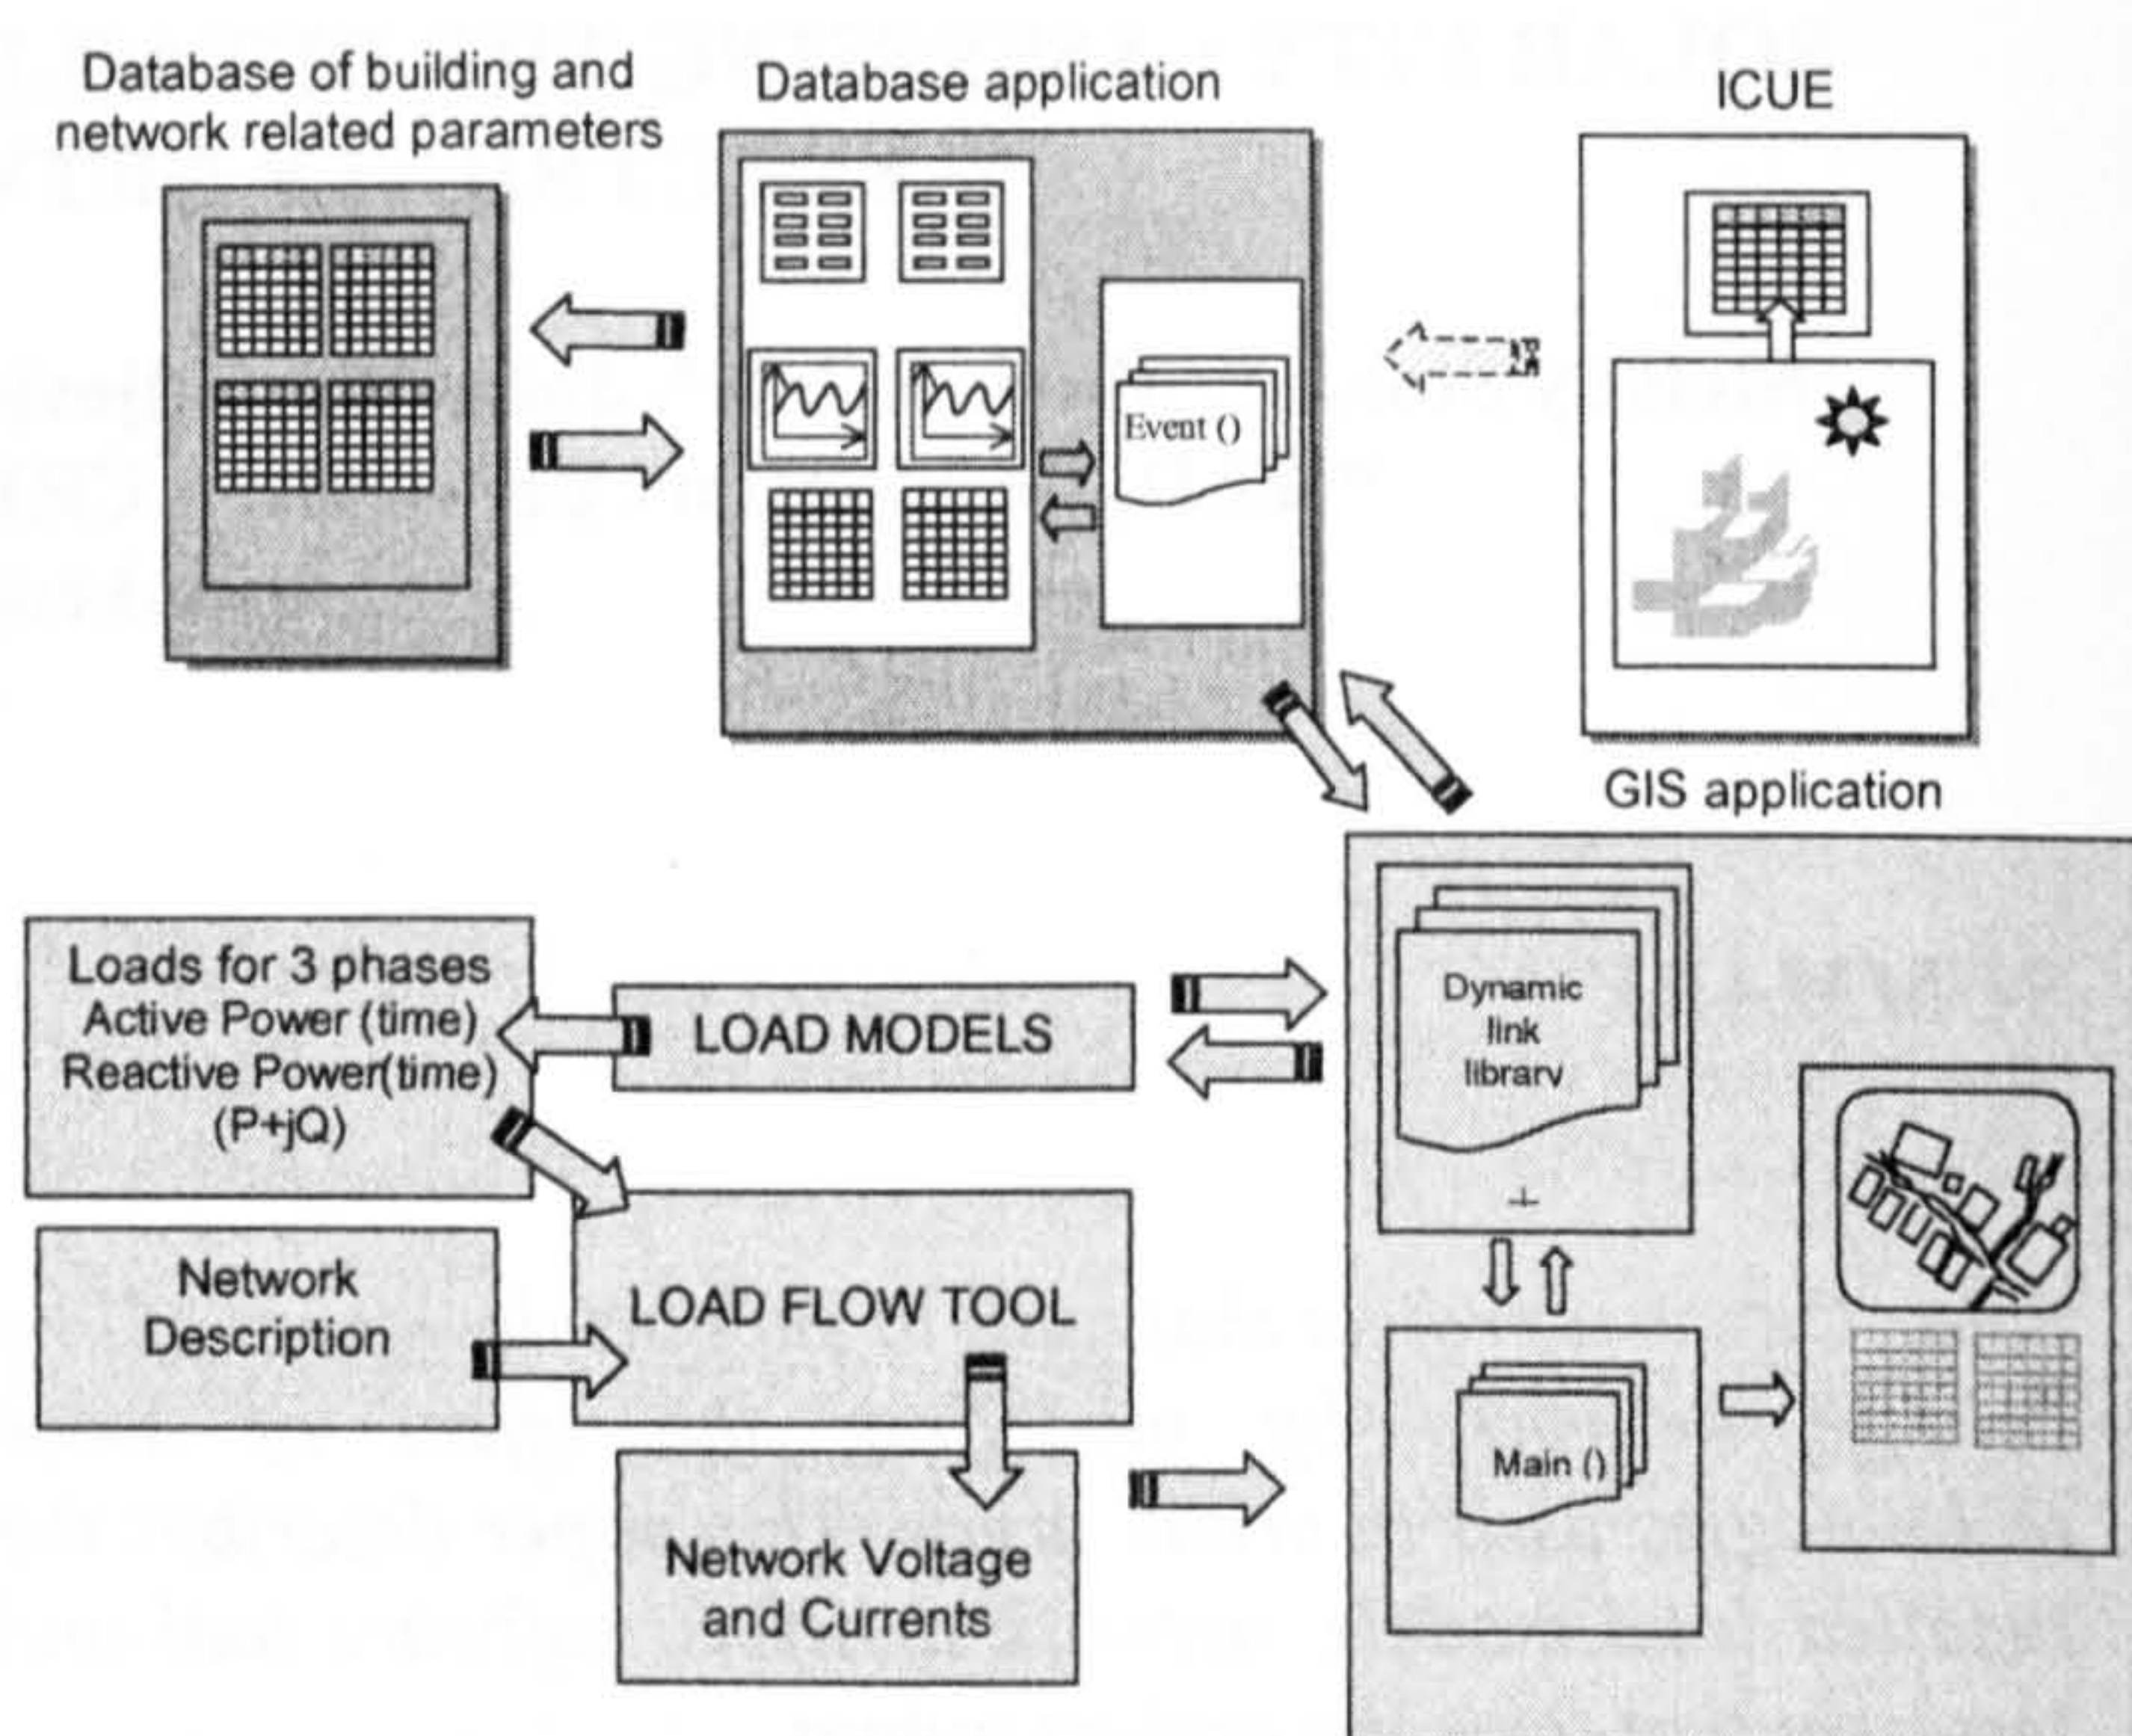 Database of building and
network related parameters
Database application
ICUE
Event ()
GIS application
Loads for 3 phases
Active Power (time)
Reactive Power(time)
(P+jQ)
LOAD MODELS
Dynamic
link
library
Network
Description
LOAD FLOW TOOL
Main ()
Network Voltage
and Currents